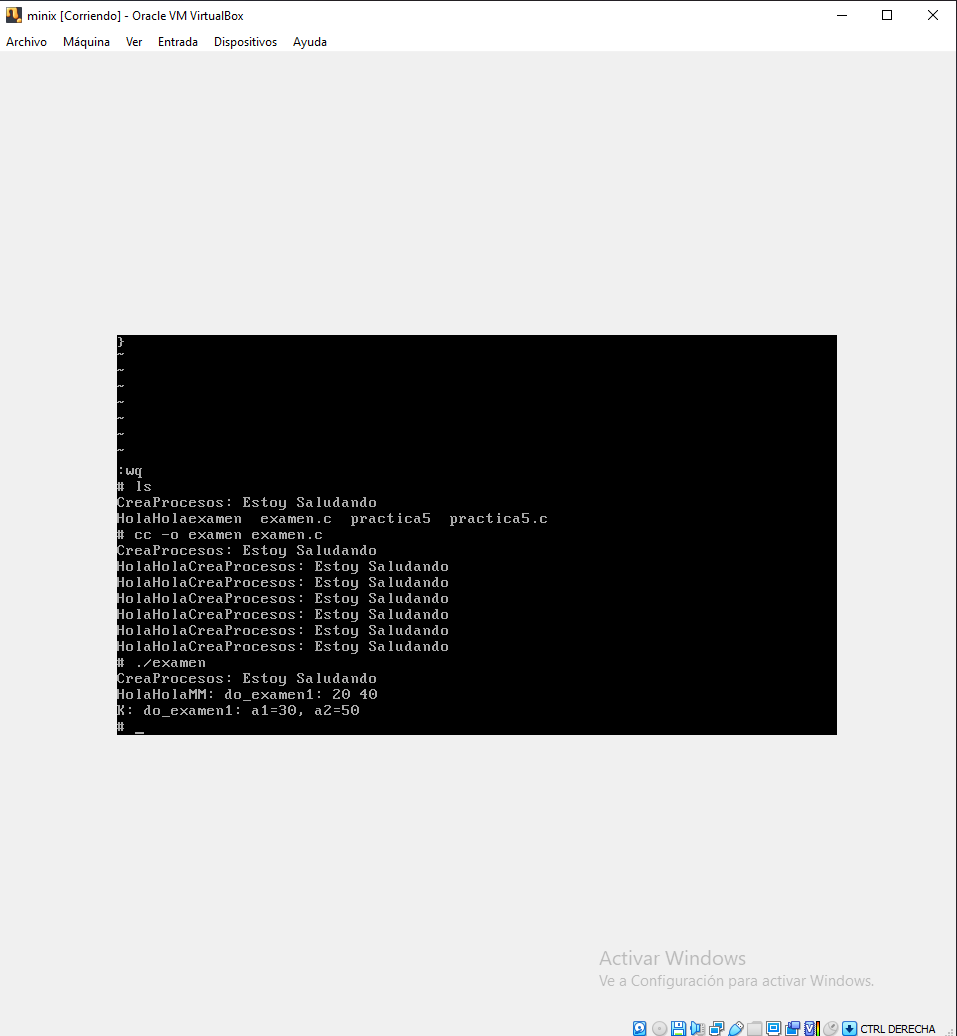 minix [Corriendo] - Oracle VM VirtualBox
Archivo Máquina Ver Entrada Dispositivos Ayuda
}
~
~
~
~
~
~
~
:wq
# ls
CreaProcesos: Estoy Saludando
HolaHolaexamen  examen.c  practica5  practica5.c
# cc -o examen examen.c
CreaProcesos: Estoy Saludando
HolaHolaCreaProcesos: Estoy Saludando
HolaHolaCreaProcesos: Estoy Saludando
HolaHolaCreaProcesos: Estoy Saludando
HolaHolaCreaProcesos: Estoy Saludando
HolaHolaCreaProcesos: Estoy Saludando
HolaHolaCreaProcesos: Estoy Saludando
# ./examen
CreaProcesos: Estoy Saludando
HolaHolaMM: do_examen1: 20 40
K: do_examen1: a1=30, a2=50
# _
Activar Windows
Ve a Configuración para activar Windows.
CTRL DERECHA